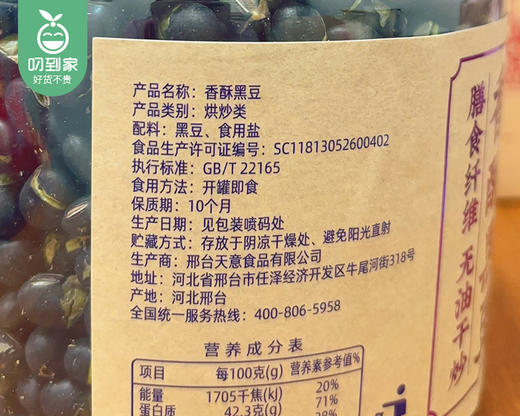 叨到家
好货不贵
产品名称：香酥黑豆
产品类别：烘炒类
配料：黑豆、食用盐
食品生产许可证编号：SC11813052600402
执行标准：GB/T 22165
食用方法：开罐即食
保质期：10个月
生产日期：见包装喷码处
贮藏方式：存放于阴凉干燥处、避免阳光直射
生产商：邢台天意食品有限公司
地址：河北省邢台市任泽经济开发区牛尾河街318号
产地：河北邢台
全国统一服务热线：400-806-5958
营养成分表
项目 每100克(g) 营养素参考值%
能量 1705千焦(kj) 20%
蛋白质 42.3克(g) 71%
28%
膳食纤维 无油干炒